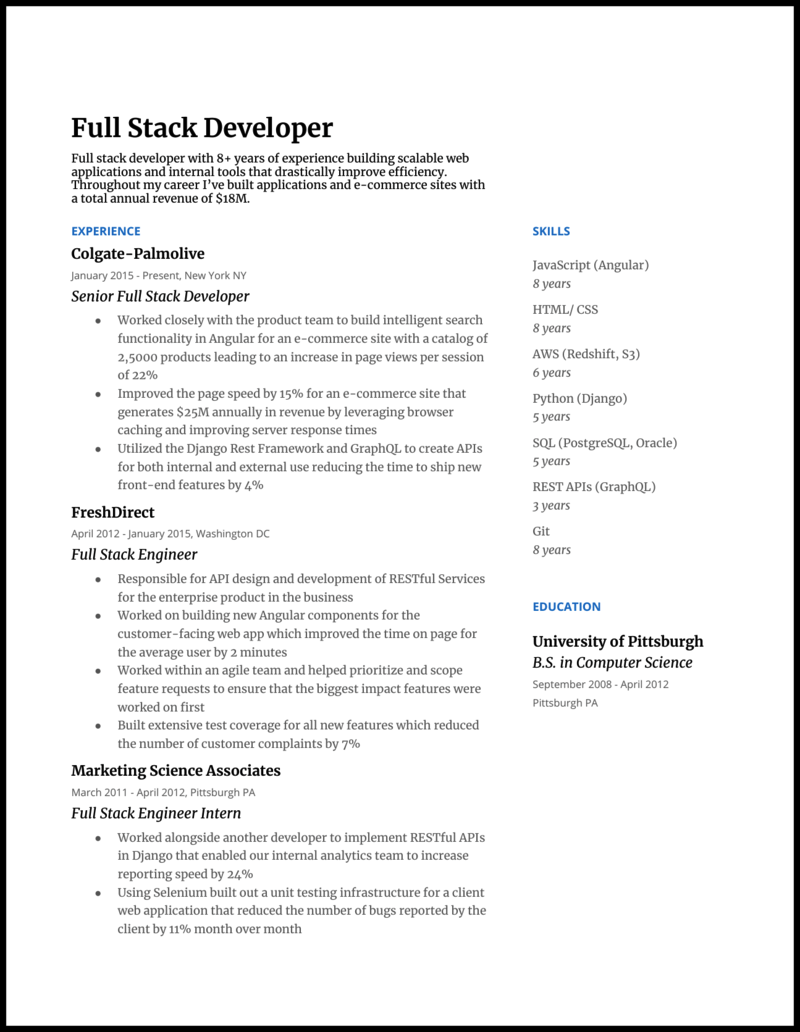 Full Stack Developer
Full stack developer with 8+ years of experience building scalable web
applications and internal tools that drastically improve efficiency.
Throughout my career I've built applications and e-commerce sites with
a total annual revenue of $18M.
EXPERIENCE
Colgate-Palmolive
January 2015 - Present, New York NY
Senior Full Stack Developer
● Worked closely with the product team to build intelligent search
functionality in Angular for an e-commerce site with a catalog of
2,5000 products leading to an increase in page views per session
of 22%
● Improved the page speed by 15% for an e-commerce site that
generates $25M annually in revenue by leveraging browser
caching and improving server response times
● Utilized the Django Rest Framework and GraphQL to create APIs
for both internal and external use reducing the time to ship new
front-end features by 4%
FreshDirect
April 2012 - January 2015, Washington DC
Full Stack Engineer
● Responsible for API design and development of RESTful Services
for the enterprise product in the business
● Worked on building new Angular components for the
customer-facing web app which improved the time on page for
the average user by 2 minutes
● Worked within an agile team and helped prioritize and scope
feature requests to ensure that the biggest impact features were
worked on first
● Built extensive test coverage for all new features which reduced
the number of customer complaints by 7%
Marketing Science Associates
March 2011 - April 2012, Pittsburgh PA
Full Stack Engineer Intern
● Worked alongside another developer to implement RESTful APIs
in Django that enabled our internal analytics team to increase
reporting speed by 24%
● Using Selenium built out a unit testing infrastructure for a client
web application that reduced the number of bugs reported by the
client by 11% month over month
SKILLS
JavaScript (Angular)
8 years
HTML/ CSS
8 years
AWS (Redshift, S3)
6 years
Python (Django)
5 years
SQL (PostgreSQL, Oracle)
5 years
REST APIs (GraphQL)
3 years
Git
8 years
EDUCATION
University of Pittsburgh
B.S. in Computer Science
September 2008 - April 2012
Pittsburgh PA